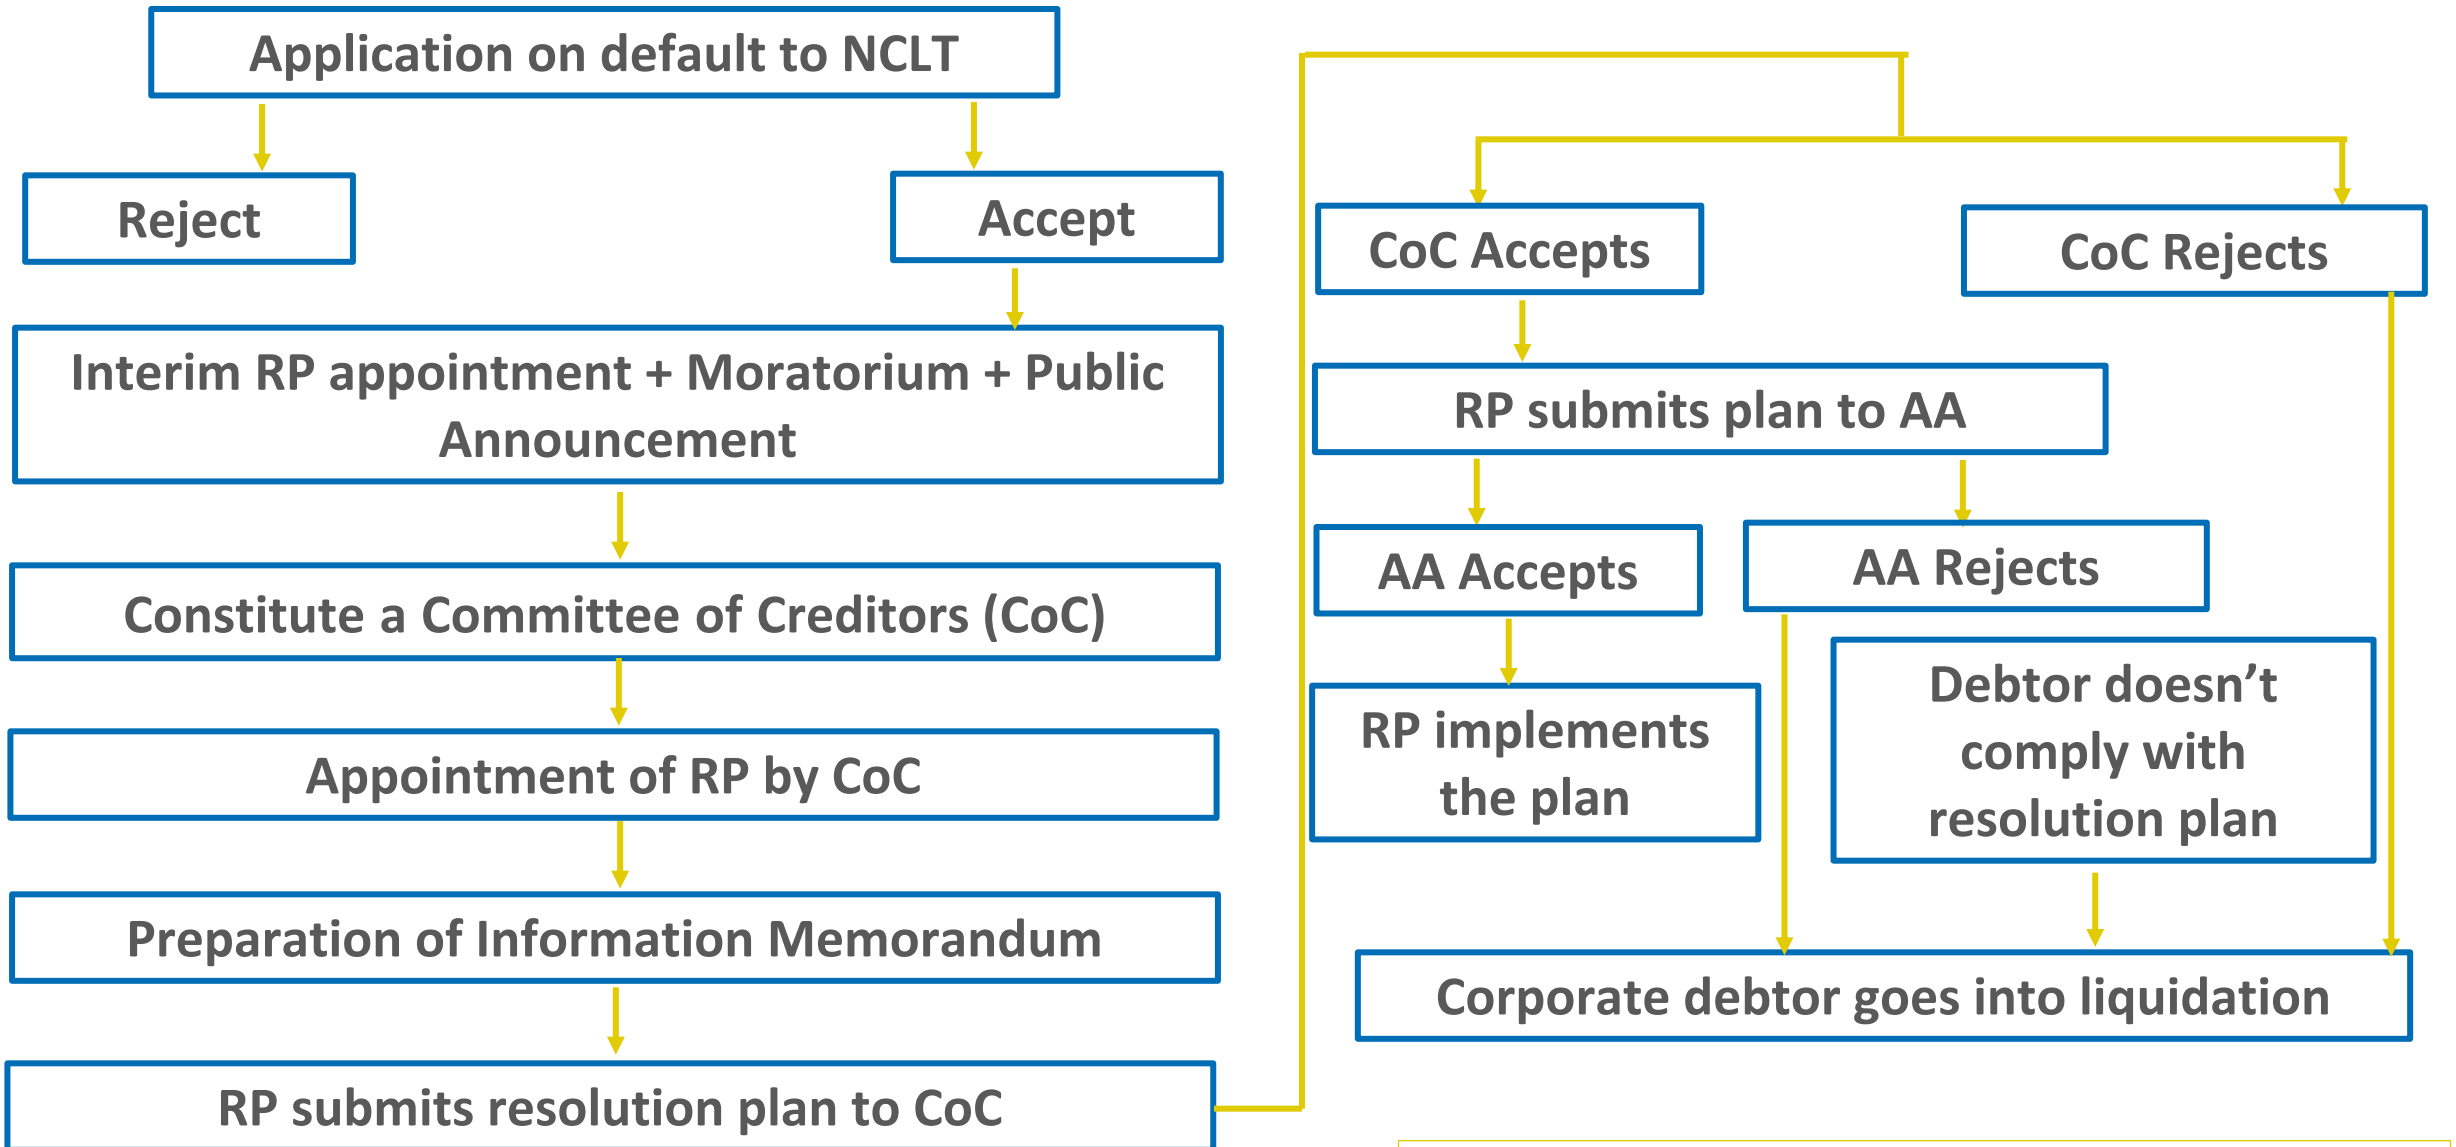 Application on default to NCLT
Reject
Accept
Interim RP appointment + Moratorium + Public
Announcement
Constitute a Committee of Creditors (CoC)
Appointment of RP by CoC
Preparation of Information Memorandum
RP submits resolution plan to CoC
CoC Accepts
CoC Rejects
RP submits plan to AA
AA Accepts
AA Rejects
RP implements
the plan
Debtor doesn’t
comply with
resolution plan
Corporate debtor goes into liquidation